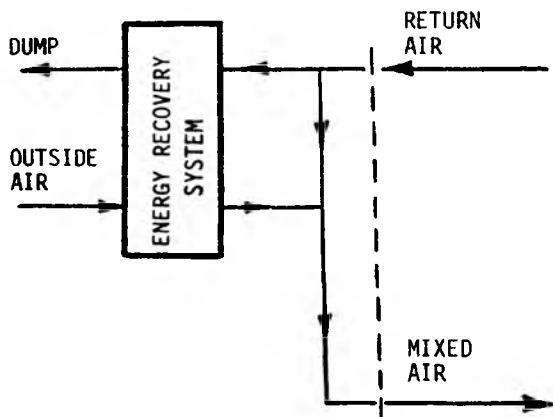 DUMP
RETURN
AIR
ENERGY RECOVERY
SYSTEM
OUTSIDE
AIR
MIXED
AIR